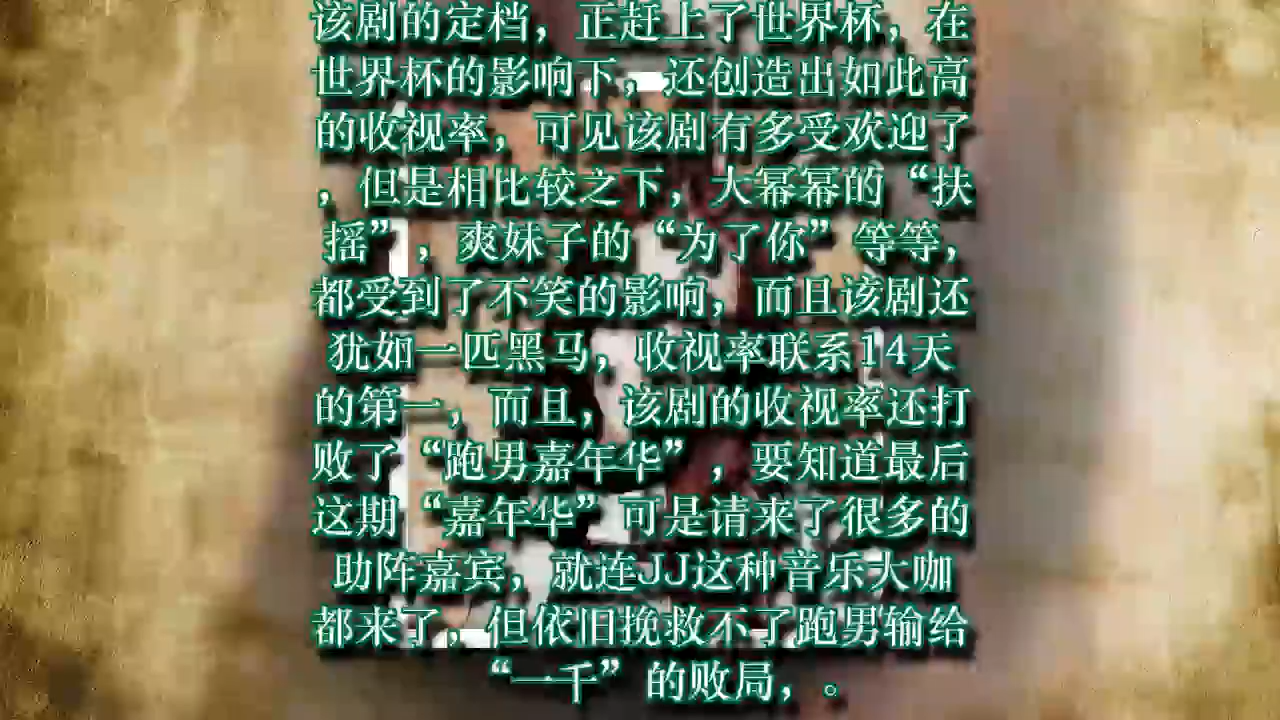 该剧的定档，正赶上了世界杯，在
世界杯的影响下，还创造出如此高
的收视率，可见该剧有多受欢迎了
，但是相比较之下，大幂幂的“扶
摇”，爽妹子的“为了你”等等，
都受到了不笑的影响，而且该剧还
犹如一匹黑马，收视率联系14天
的第一，而且，该剧的收视率还打
败了“跑男嘉年华”，要知道最后
这期“嘉年华”可是请来了很多的
助阵嘉宾，就连JJ这种音乐大咖
都来了，但依旧挽救不了跑男输给
“一千”的败局，。